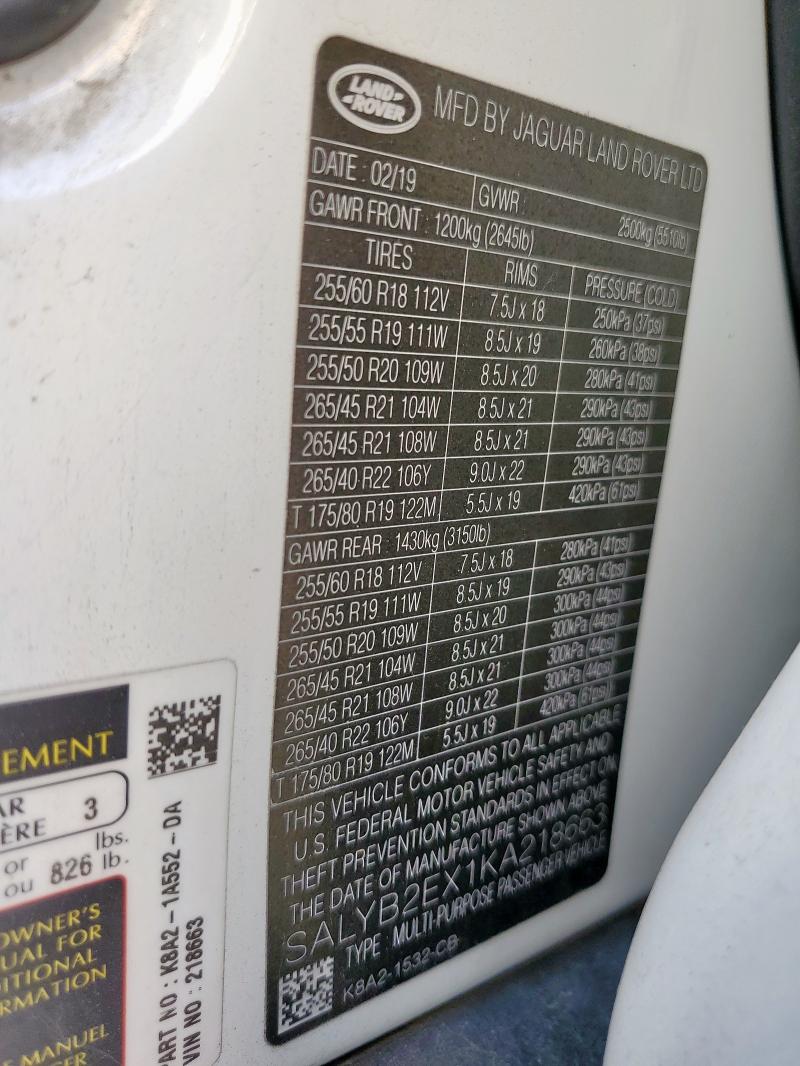 LAND ROVER
MFD BY JAGUAR LAND ROVER LTD
DATE : 02/19 GVWR : 2500kg (5510lb)
GAWR FRONT : 1200kg (2645lb)
TIRES RIMS PRESSURE (COLD)
255/60 R18 112V 7.5J x 18 250kPa (37psi)
255/55 R19 111W 8.5J x 19 260kPa (38psi)
255/50 R20 109W 8.5J x 20 280kPa (41psi)
265/45 R21 104W 8.5J x 21 290kPa (43psi)
265/45 R21 108W 8.5J x 21 290kPa (43psi)
265/40 R22 106Y 9.0J x 22 290kPa (43psi)
T 175/80 R19 122M 5.5J x 19 420kPa (61psi)
GAWR REAR : 1430kg (3150lb)
255/60 R18 112V 7.5J x 18 280kPa (41psi)
255/55 R19 111W 8.5J x 19 290kPa (43psi)
255/50 R20 109W 8.5J x 20 300kPa (44psi)
265/45 R21 104W 8.5J x 21 300kPa (44psi)
265/45 R21 108W 8.5J x 21 300kPa (44psi)
265/40 R22 106Y 9.0J x 22 300kPa (44psi)
T 175/80 R19 122M 5.5J x 19 420kPa (61psi)
THIS VEHICLE CONFORMS TO ALL APPLICABLE
U.S. FEDERAL MOTOR VEHICLE SAFETY AND
THEFT PREVENTION STANDARDS IN EFFECT ON
THE DATE OF MANUFACTURE SHOWN ABOVE
SALYB2EX1KA218663
TYPE : MULTI-PURPOSE PASSENGER VEHICLE
K8A2-1532-CB
EMENT
AR
ÈRE 3
or lbs.
ou 826 lb.
OWNER'S
UAL FOR
DITIONAL
RMATION
MANUEL
GER
PART NO : K8A2-1A552-DA
VIN NO : 218663